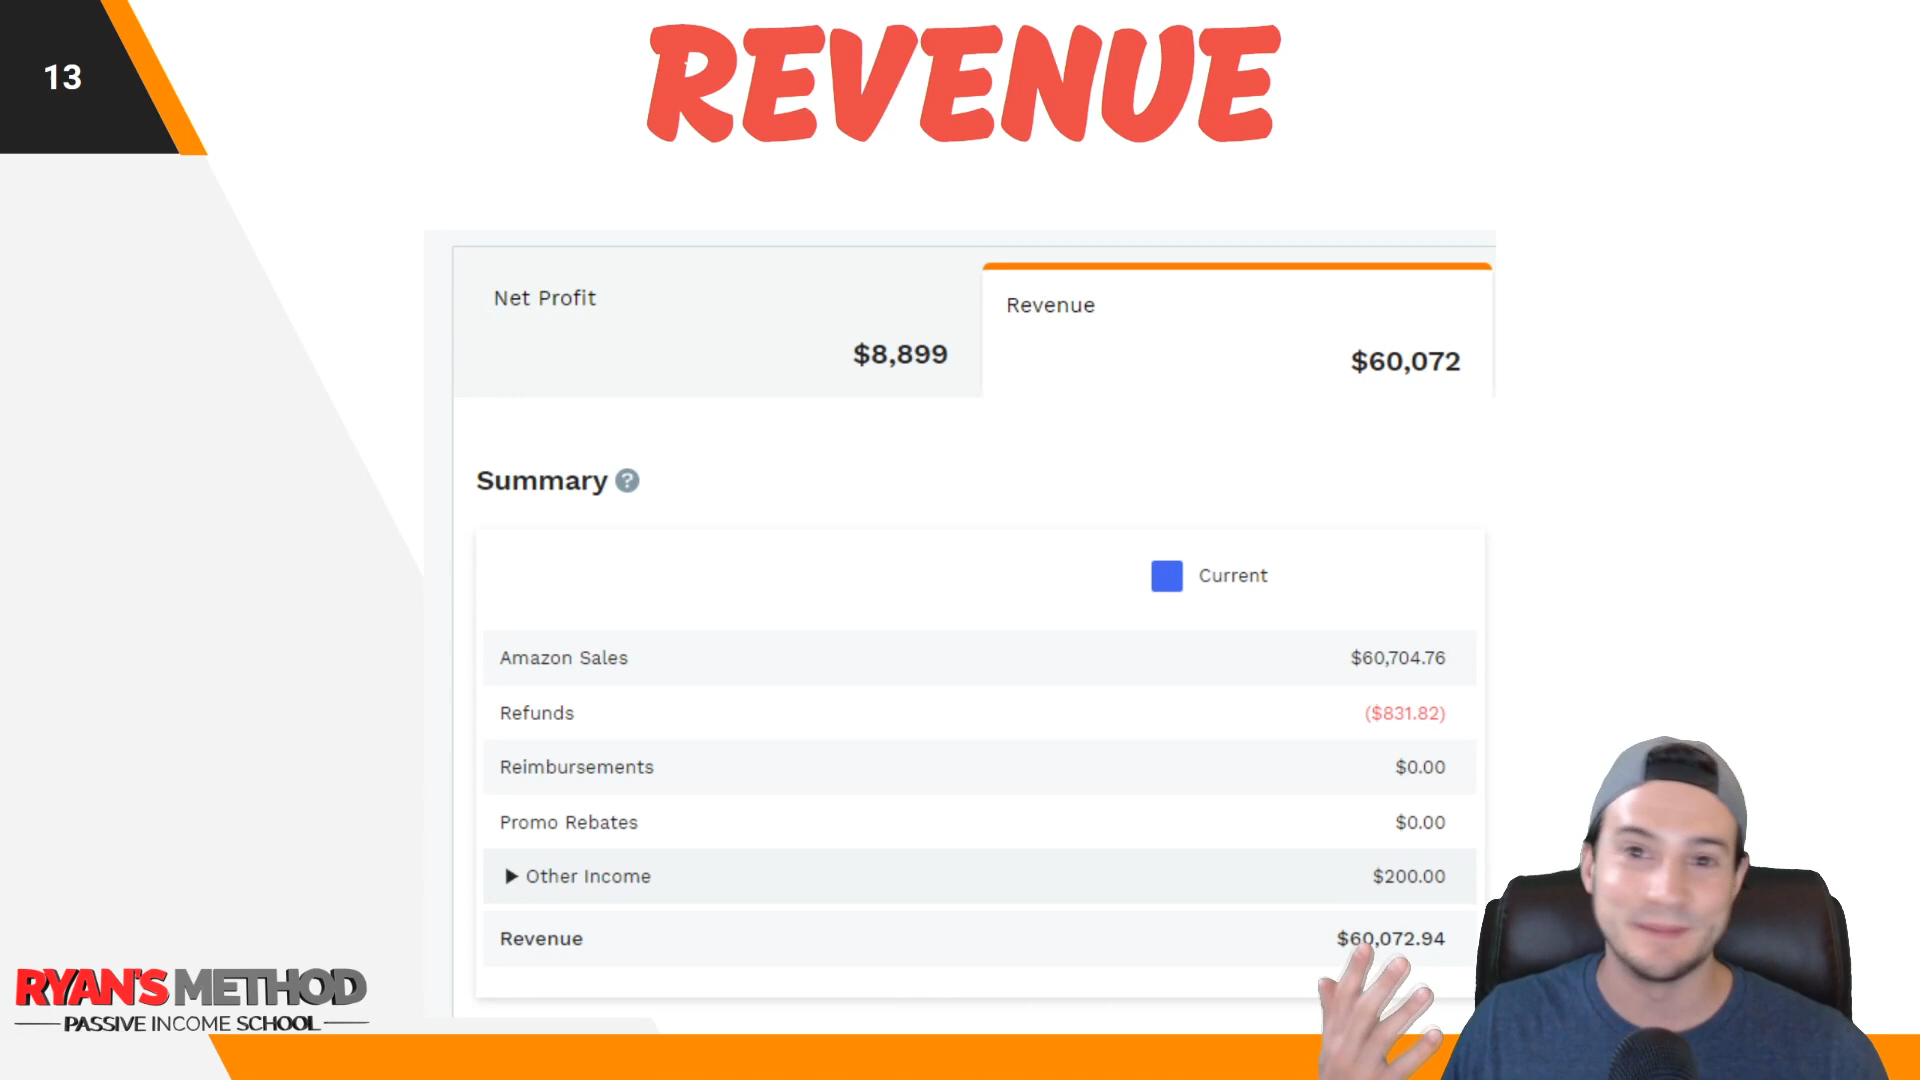 13
REVENUE
Net Profit
$8,899
Revenue
$60,072
Summary ?
Current
Amazon Sales $60,704.76
Refunds ($831.82)
Reimbursements $0.00
Promo Rebates $0.00
Other Income $200.00
Revenue $60,072.94
RYAN'S METHOD
PASSIVE INCOME SCHOOL